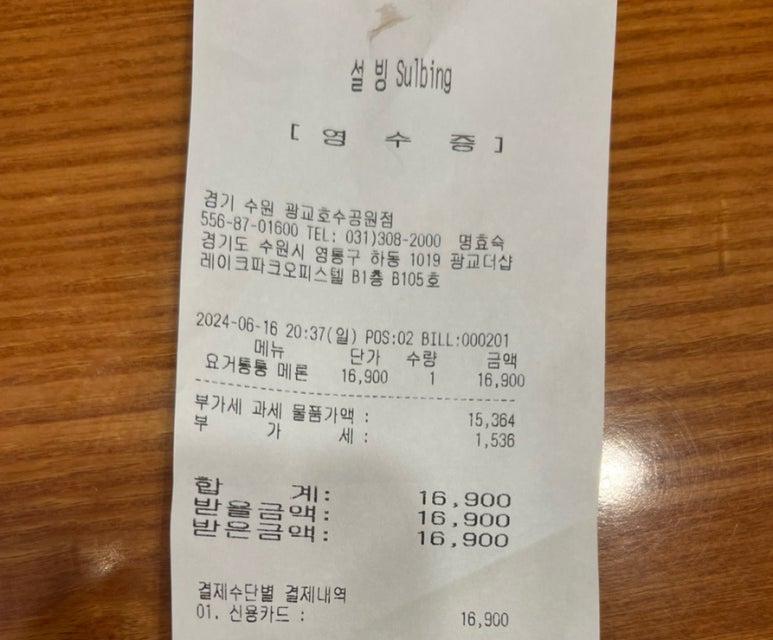 설빙 Sulbing
[ 영 수 증 ]
경기 수원 광교호수공원점
556-87-01600 TEL: 031)308-2000 명효숙
경기도 수원시 영통구 하동 1019 광교더샵
레이크파크오피스텔 B1층 B105호
2024-06-16 20:37(일) POS:02 BILL:000201
메뉴 단가 수량 금액
요거통통 메론 16,900 1 16,900
부가세 과세 물품가액 : 15,364
부 가 세 : 1,536
합 계: 16,900
받을금액: 16,900
받은금액: 16,900
결제수단별 결제내역
01. 신용카드 : 16,900